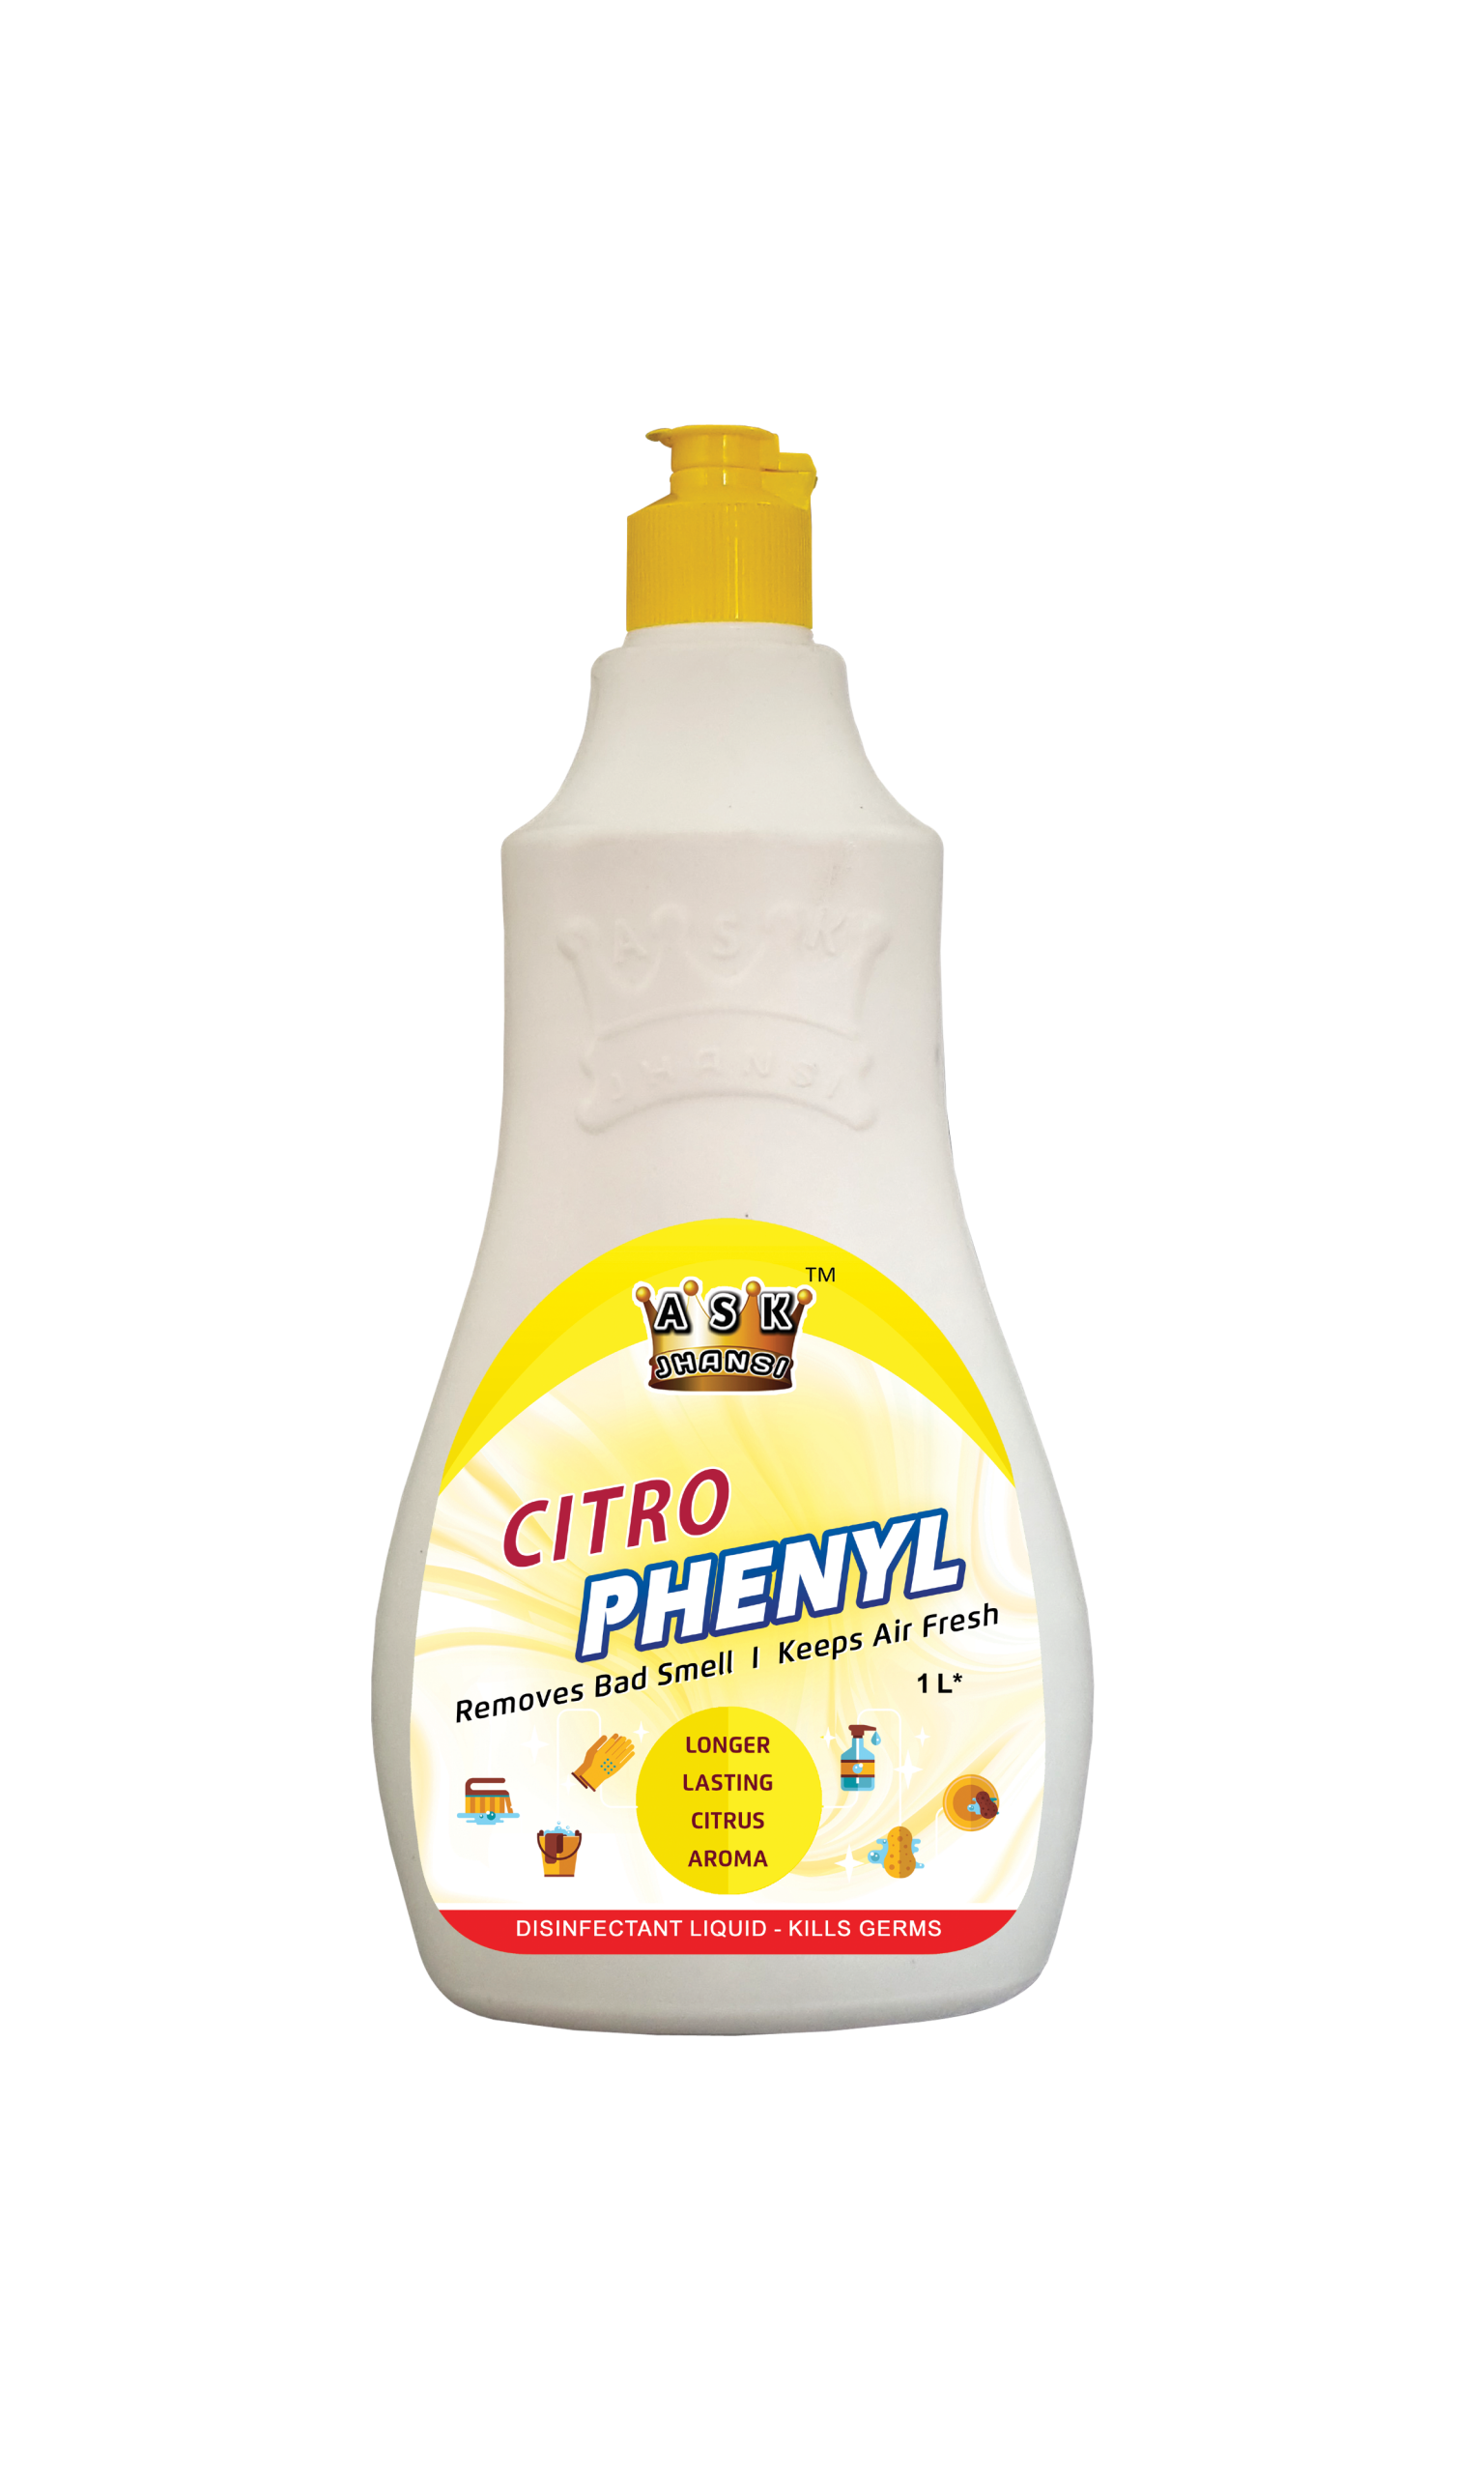 A S K
JHANSI
TM
A S K
JHANSI
CITRO
PHENYL
Removes Bad Smell I Keeps Air Fresh
1 L*
LONGER
LASTING
CITRUS
AROMA
DISINFECTANT LIQUID - KILLS GERMS